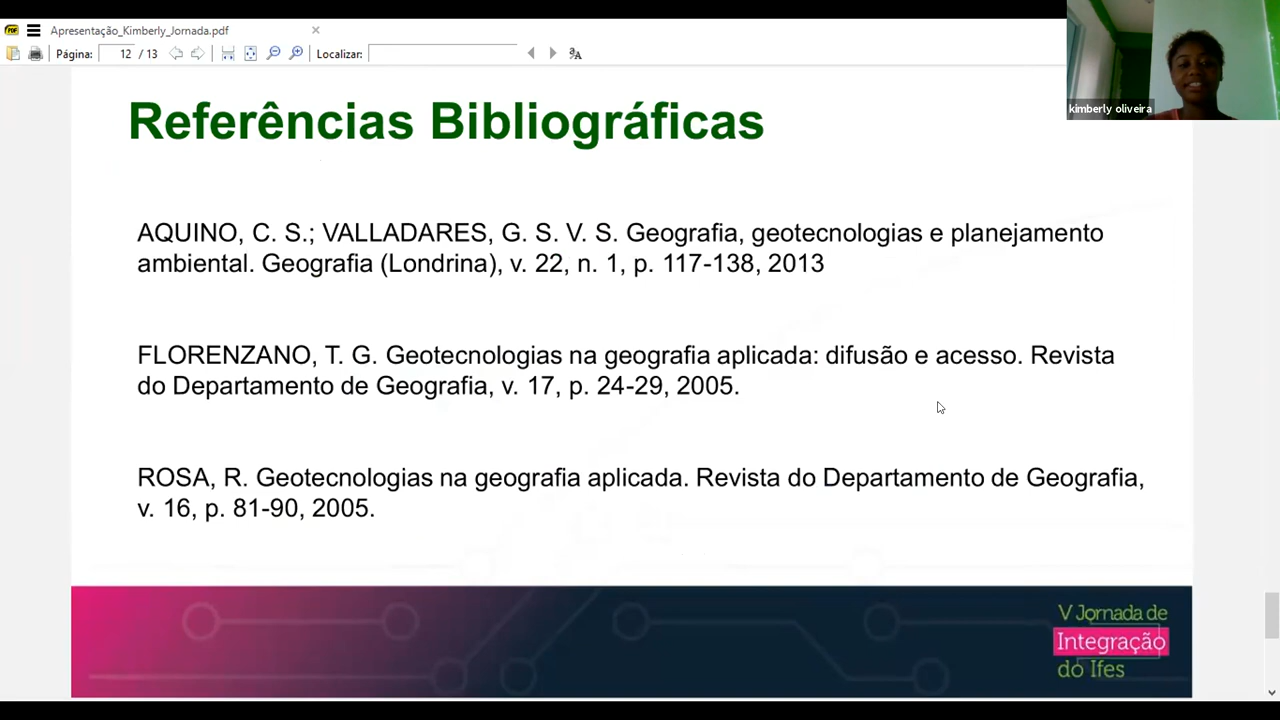 Apresentação_Kimberly_Jornada.pdf
Página: 12 / 13 Localizar:
kimberly oliveira
Referências Bibliográficas
AQUINO, C. S.; VALLADARES, G. S. V. S. Geografia, geotecnologias e planejamento
ambiental. Geografia (Londrina), v. 22, n. 1, p. 117-138, 2013
FLORENZANO, T. G. Geotecnologias na geografia aplicada: difusão e acesso. Revista
do Departamento de Geografia, v. 17, p. 24-29, 2005.
ROSA, R. Geotecnologias na geografia aplicada. Revista do Departamento de Geografia,
v. 16, p. 81-90, 2005.
V Jornada de
Integração
do Ifes